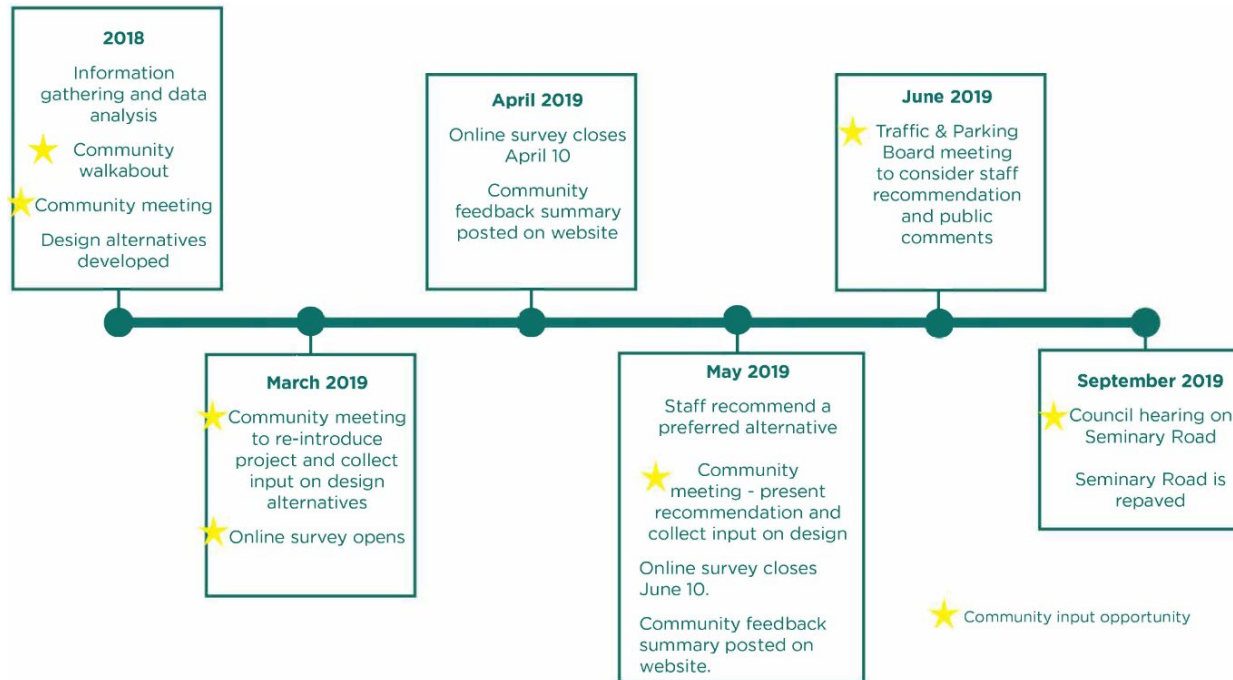 2018
Information
gathering and data
analysis
Community
walkabout
Community meeting
Design alternatives
developed
March 2019
Community meeting
to re-introduce
project and collect
input on design
alternatives
Online survey opens
April 2019
Online survey closes
April 10
Community
feedback summary
posted on website
May 2019
Staff recommend a
preferred alternative
Community
meeting - present
recommendation and
collect input on design
Online survey closes
June 10.
Community feedback
summary posted on
website.
June 2019
Traffic & Parking
Board meeting
to consider staff
recommendation
and public
comments
September 2019
Council hearing on
Seminary Road
Seminary Road is
repaved
Community input opportunity